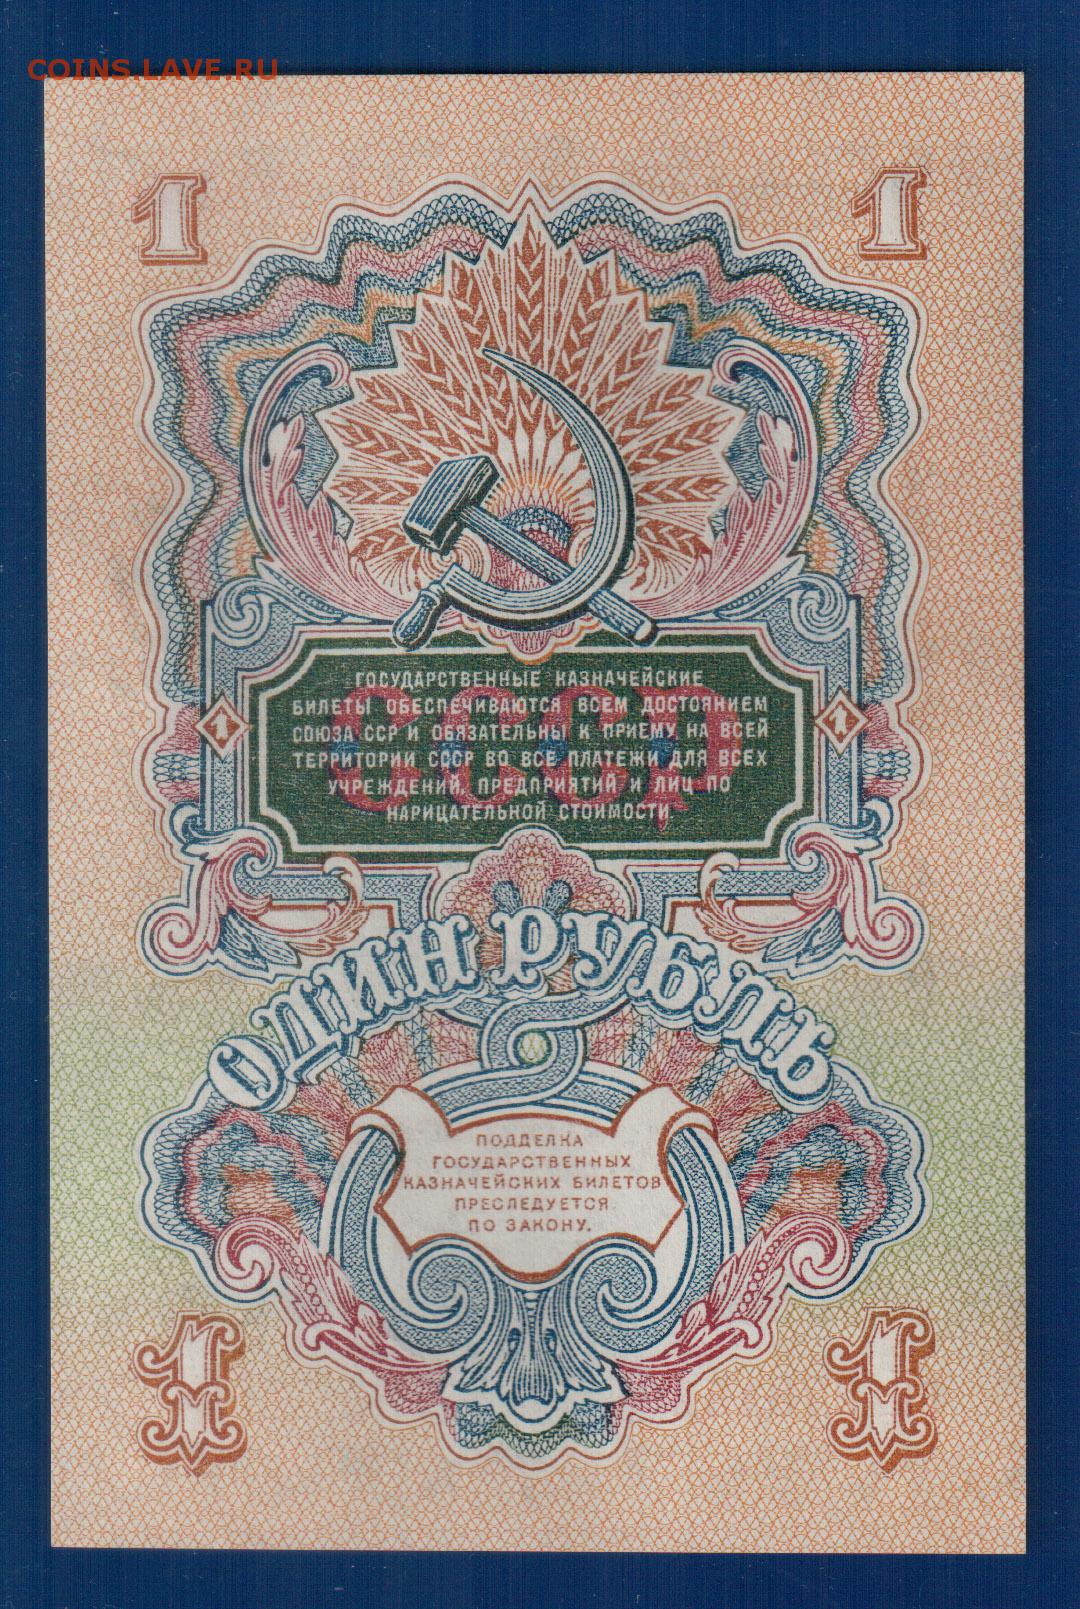 COINS.LAVE.RU
1 1
ГОСУДАРСТВЕННЫЕ КАЗНАЧЕЙСКИЕ
БИЛЕТЫ ОБЕСПЕЧИВАЮТСЯ ВСЕМ ДОСТОЯНИЕМ
СОЮЗА ССР И ОБЯЗАТЕЛЬНЫ К ПРИЕМУ НА ВСЕЙ
1 1
ТЕРРИТОРИИ СССР ВО ВСЕ ПЛАТЕЖИ ДЛЯ ВСЕХ
УЧРЕЖДЕНИЙ, ПРЕДПРИЯТИЙ И ЛИЦ ПО
НАРИЦАТЕЛЬНОЙ СТОИМОСТИ.
СССР
ОДИН РУБЛЬ
ПОДДЕЛКА
ГОСУДАРСТВЕННЫХ
КАЗНАЧЕЙСКИХ БИЛЕТОВ
ПРЕСЛЕДУЕТСЯ
ПО ЗАКОНУ.
1 1